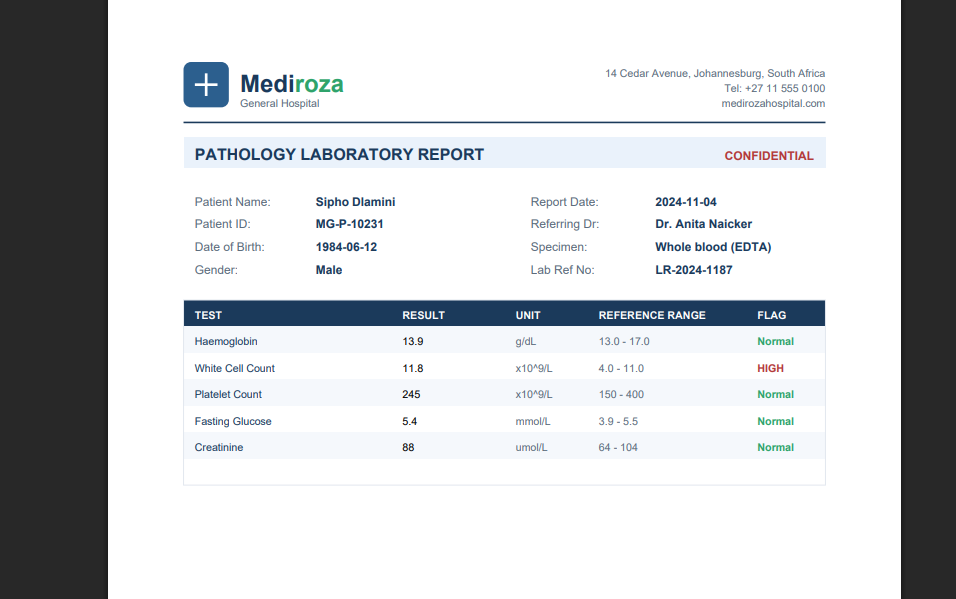 Mediroza
General Hospital
14 Cedar Avenue, Johannesburg, South Africa
Tel: +27 11 555 0100
medirozahospital.com
PATHOLOGY LABORATORY REPORT CONFIDENTIAL
Patient Name: Sipho Dlamini Report Date: 2024-11-04
Patient ID: MG-P-10231 Referring Dr: Dr. Anita Naicker
Date of Birth: 1984-06-12 Specimen: Whole blood (EDTA)
Gender: Male Lab Ref No: LR-2024-1187
TEST RESULT UNIT REFERENCE RANGE FLAG
Haemoglobin 13.9 g/dL 13.0 - 17.0 Normal
White Cell Count 11.8 x10^9/L 4.0 - 11.0 HIGH
Platelet Count 245 x10^9/L 150 - 400 Normal
Fasting Glucose 5.4 mmol/L 3.9 - 5.5 Normal
Creatinine 88 umol/L 64 - 104 Normal